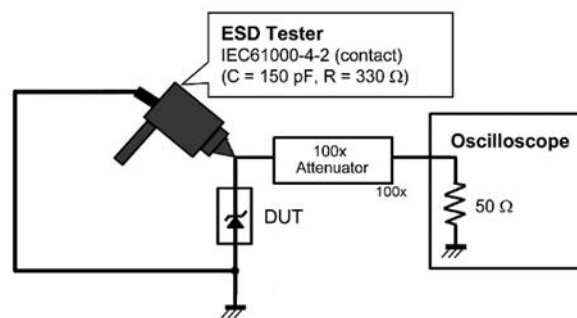 ESD Tester
IEC61000-4-2 (contact)
(C = 150 pF, R = 330 Ω)
100x
Attenuator
100x
Oscilloscope
50 Ω
DUT